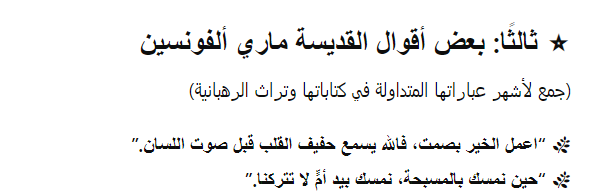 ★ ثالثًا: بعض أقوال القديسة ماري ألفونسين
(جمع لأشهر عباراتها المتداولة في كتاباتها وتراث الرهبانية)
"اعمل الخير بصمت، فالله يسمع حفيف القلب قبل صوت اللسان."
"حين نمسك بالمسبحة، نمسك بيد أمٍّ لا تتركنا."